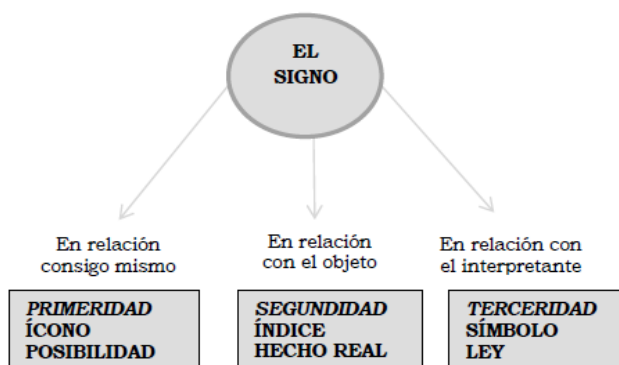 EL
SIGNO
En relación
consigo mismo
En relación
con el objeto
En relación con
el interpretante
PRIMERIDAD
ÍCONO
POSIBILIDAD
SEGUNDIDAD
ÍNDICE
HECHO REAL
TERCERIDAD
SÍMBOLO
LEY